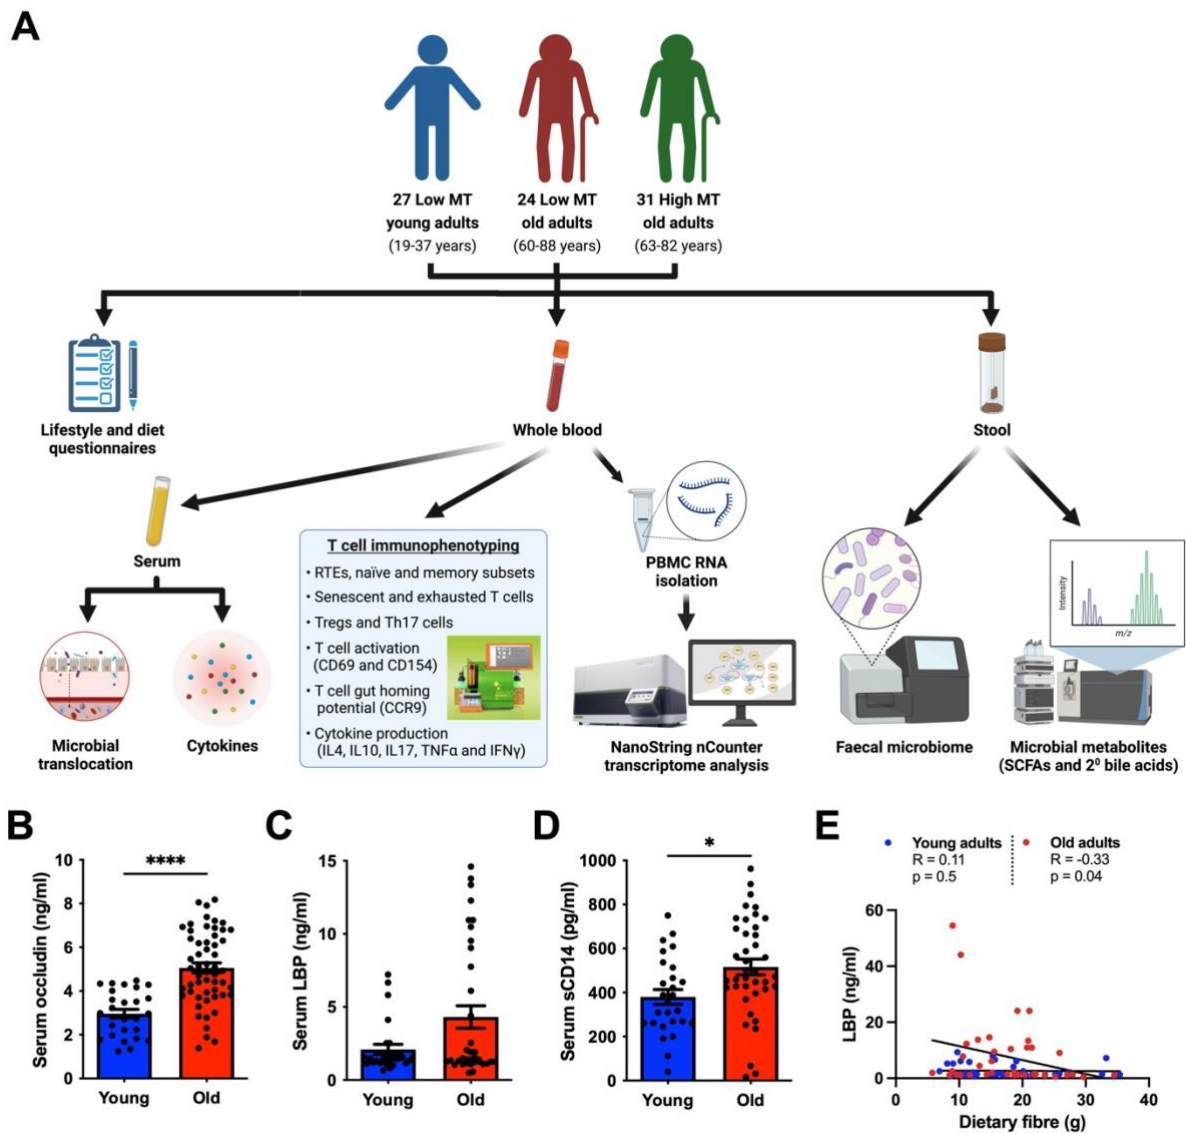 A
27 Low MT
young adults
(19-37 years)
24 Low MT
old adults
(60-88 years)
31 High MT
old adults
(63-82 years)
Lifestyle and diet
questionnaires
Whole blood
Stool
Serum
Microbial
translocation
Cytokines
T cell immunophenotyping
• RTEs, naïve and memory subsets
• Senescent and exhausted T cells
• Tregs and Th17 cells
• T cell activation
(CD69 and CD154)
• T cell gut homing
potential (CCR9)
• Cytokine production
(IL4, IL10, IL17, TNFα and IFNγ)
PBMC RNA
isolation
NanoString nCounter
transcriptome analysis
Faecal microbiome
Intensity
m/z
Microbial metabolites
(SCFAs and 2⁰ bile acids)
B
Serum occludin (ng/ml)
10
8
6
4
2
0
****
Young
Old
C
Serum LBP (ng/ml)
15
10
5
0
Young
Old
D
Serum sCD14 (pg/ml)
1000
800
600
400
200
0
*
Young
Old
E
Young adults
R = 0.11
p = 0.5
Old adults
R = -0.33
p = 0.04
LBP (ng/ml)
60
40
20
0
0 10 20 30 40
Dietary fibre (g)